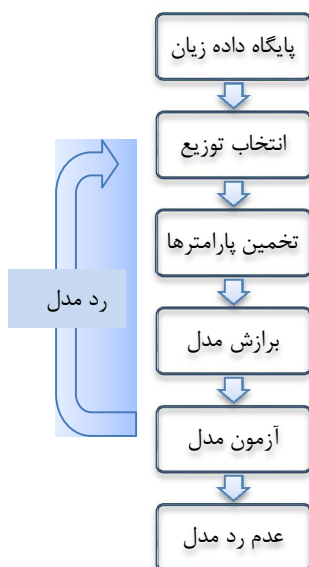 پایگاه داده زیان
انتخاب توزیع
تخمین پارامترها
رد مدل
برازش مدل
آزمون مدل
عدم رد مدل